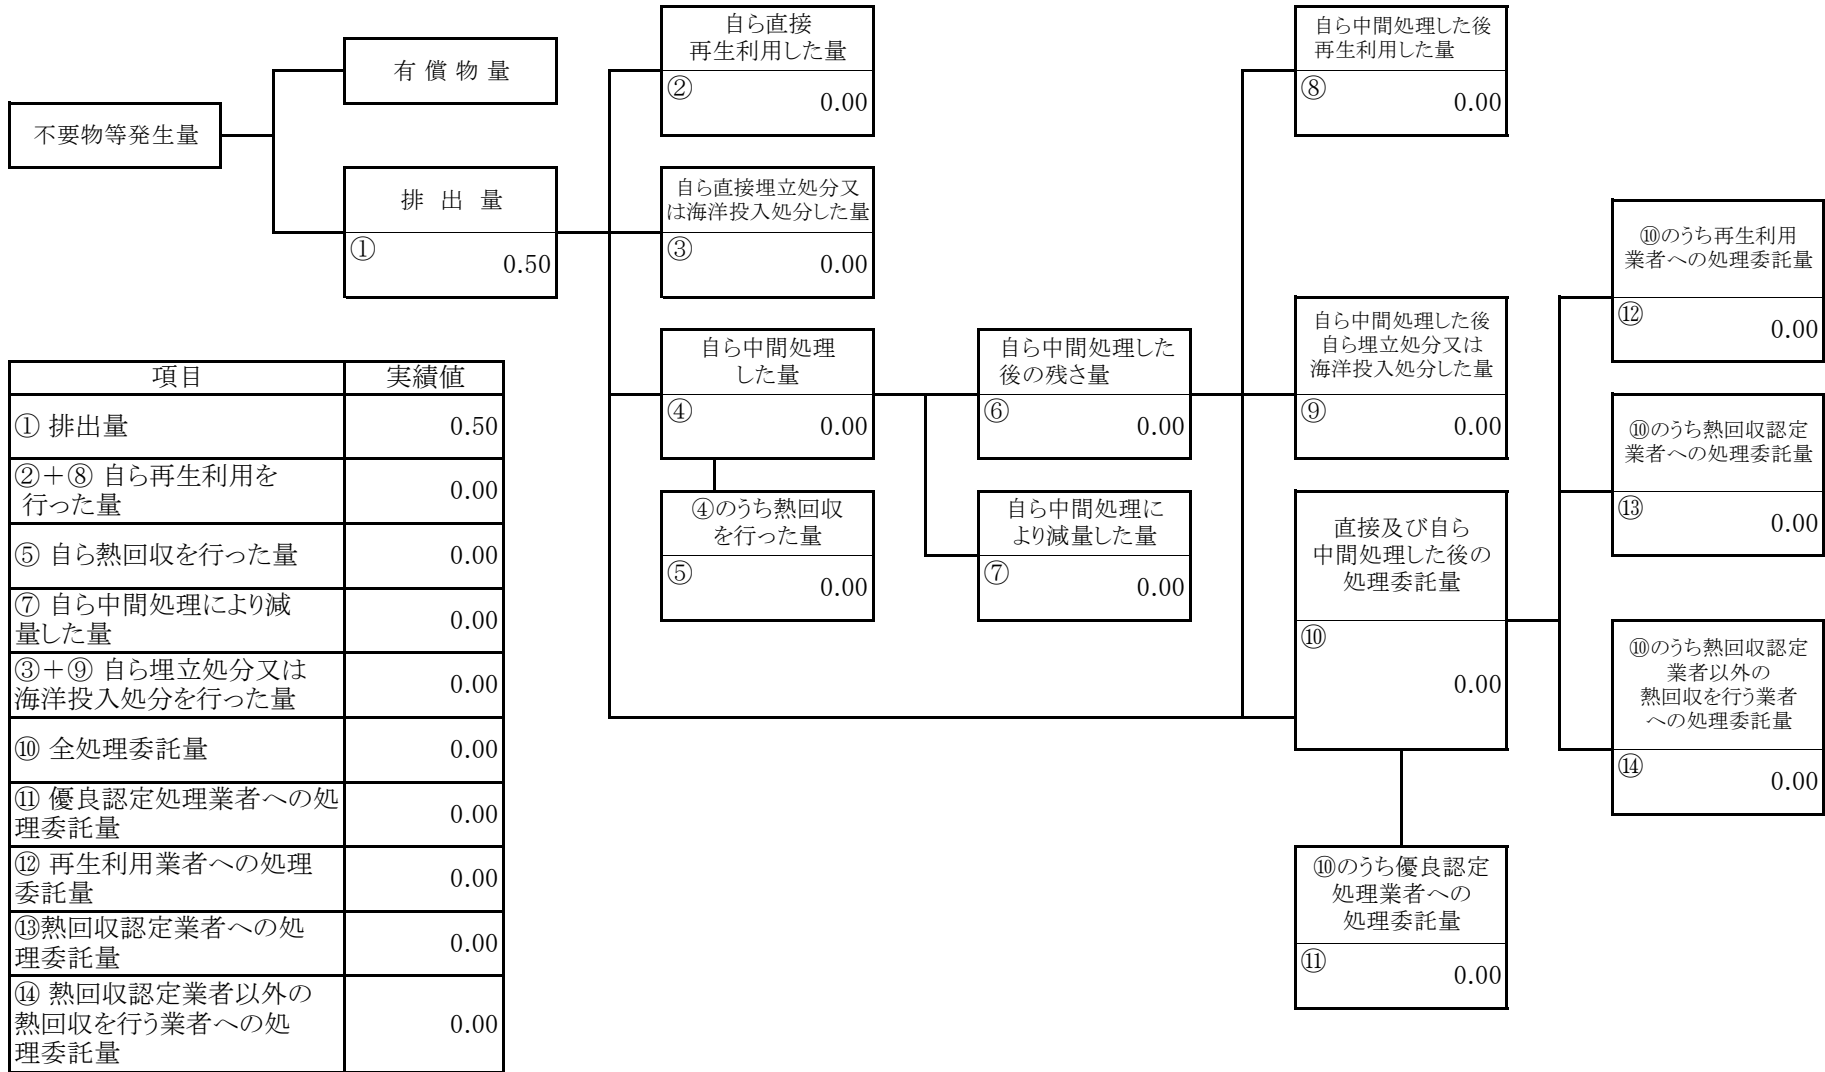 不要物等発生量
有償物量
排出量
①
0.50
自ら直接
再生利用した量
②
0.00
自ら直接埋立処分又
は海洋投入処分した量
③
0.00
自ら中間処理
した量
④
0.00
④のうち熱回収
を行った量
⑤
0.00
自ら中間処理した
後の残さ量
⑥
0.00
自ら中間処理に
より減量した量
⑦
0.00
自ら中間処理した後
再生利用した量
⑧
0.00
自ら中間処理した後
自ら埋立処分又は
海洋投入処分した量
⑨
0.00
直接及び自ら
中間処理した後の
処理委託量
⑩
0.00
⑩のうち優良認定
処理業者への
処理委託量
⑪
0.00
⑩のうち再生利用
業者への処理委託量
⑫
0.00
⑩のうち熱回収認定
業者への処理委託量
⑬
0.00
⑩のうち熱回収認定
業者以外の
熱回収を行う業者
への処理委託量
⑭
0.00
項目 実績値
① 排出量 0.50
②+⑧ 自ら再生利用を
行った量 0.00
⑤ 自ら熱回収を行った量 0.00
⑦ 自ら中間処理により減
量した量 0.00
③+⑨ 自ら埋立処分又は
海洋投入処分を行った量 0.00
⑩ 全処理委託量 0.00
⑪ 優良認定処理業者への処
理委託量 0.00
⑫ 再生利用業者への処理
委託量 0.00
⑬熱回収認定業者への処
理委託量 0.00
⑭ 熱回収認定業者以外の
熱回収を行う業者への処
理委託量 0.00